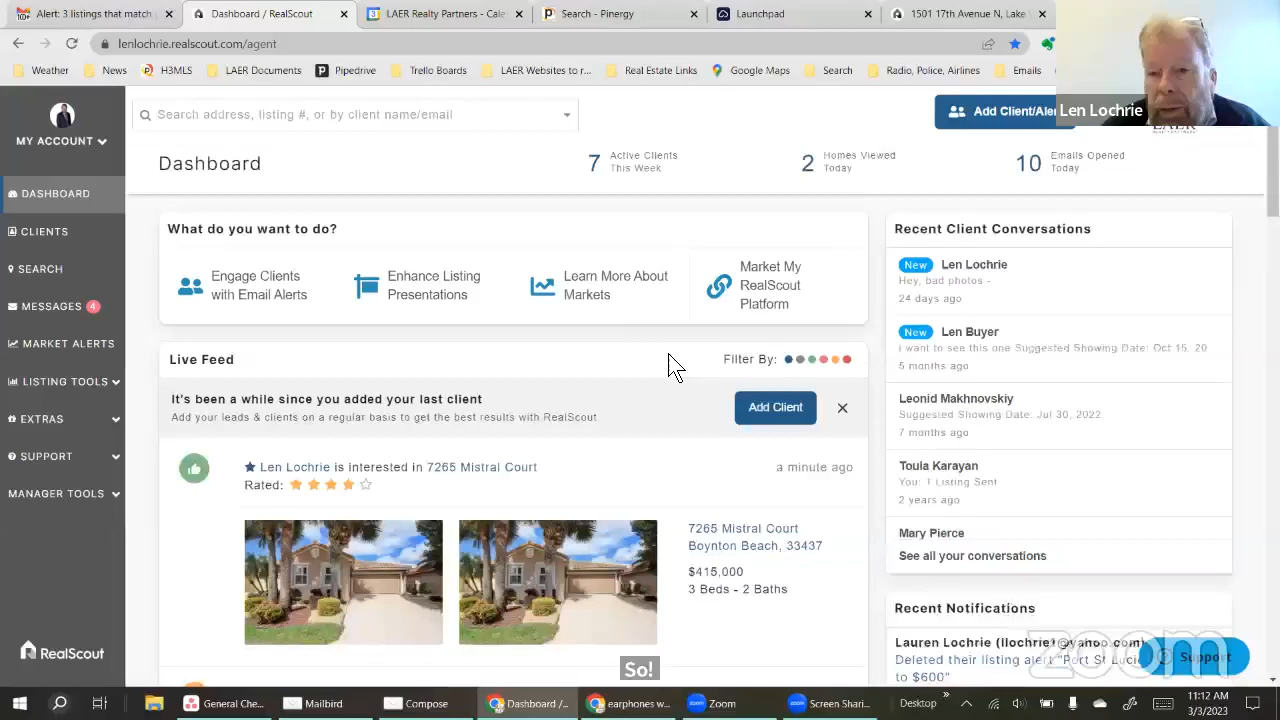 Alert: 3 listings that match
Dashboard / RealScout
LAER Realty Partners - Cale
Search - Pinergy
Launchpad
1501 17th Avenue N, Lake
lenlochrie.realscout.com/agent
Weather
News
H3MLS
LAER Documents
Pipedrive
Trello Boards
LAER Websites to r...
Real Estate Links
Google Maps
Search
Radio, Police, Airlines
Emails
Len Lochrie
MY ACCOUNT
Search address, listing #, or by client name/email
Add Client/Aler
LAER
Dashboard
7 Active Clients This Week
2 Homes Viewed Today
10 Emails Opened Today
DASHBOARD
CLIENTS
SEARCH
MESSAGES 4
MARKET ALERTS
LISTING TOOLS
EXTRAS
SUPPORT
MANAGER TOOLS
RealScout
What do you want to do?
Engage Clients
with Email Alerts
Enhance Listing
Presentations
Learn More About
Markets
Market My
RealScout
Platform
Live Feed
Filter By:
It's been a while since you added your last client
Add your leads & clients on a regular basis to get the best results with RealScout
Add Client
Len Lochrie is interested in 7265 Mistral Court
a minute ago
Rated:
7265 Mistral Court
Boynton Beach, 33437
$415,000
3 Beds - 2 Baths
Recent Client Conversations
New Len Lochrie
Hey, bad photos -
24 days ago
New Len Buyer
i want to see this one Suggested Showing Date: Oct 15, 20
5 months ago
Leonid Makhnovskiy
Suggested Showing Date: Jul 30, 2022
7 months ago
Toula Karayan
You: 1 Listing Sent
2 years ago
Mary Pierce
See all your conversations
Recent Notifications
Lauren Lochrie
Deleted their listing alert "Port St Lucie
to $600"
zoom
Support
So!
General Che...
Mailbird
Compose
Dashboard /...
earphones w...
Zoom
Screen Shari...
Desktop
11:12 AM
3/3/2023